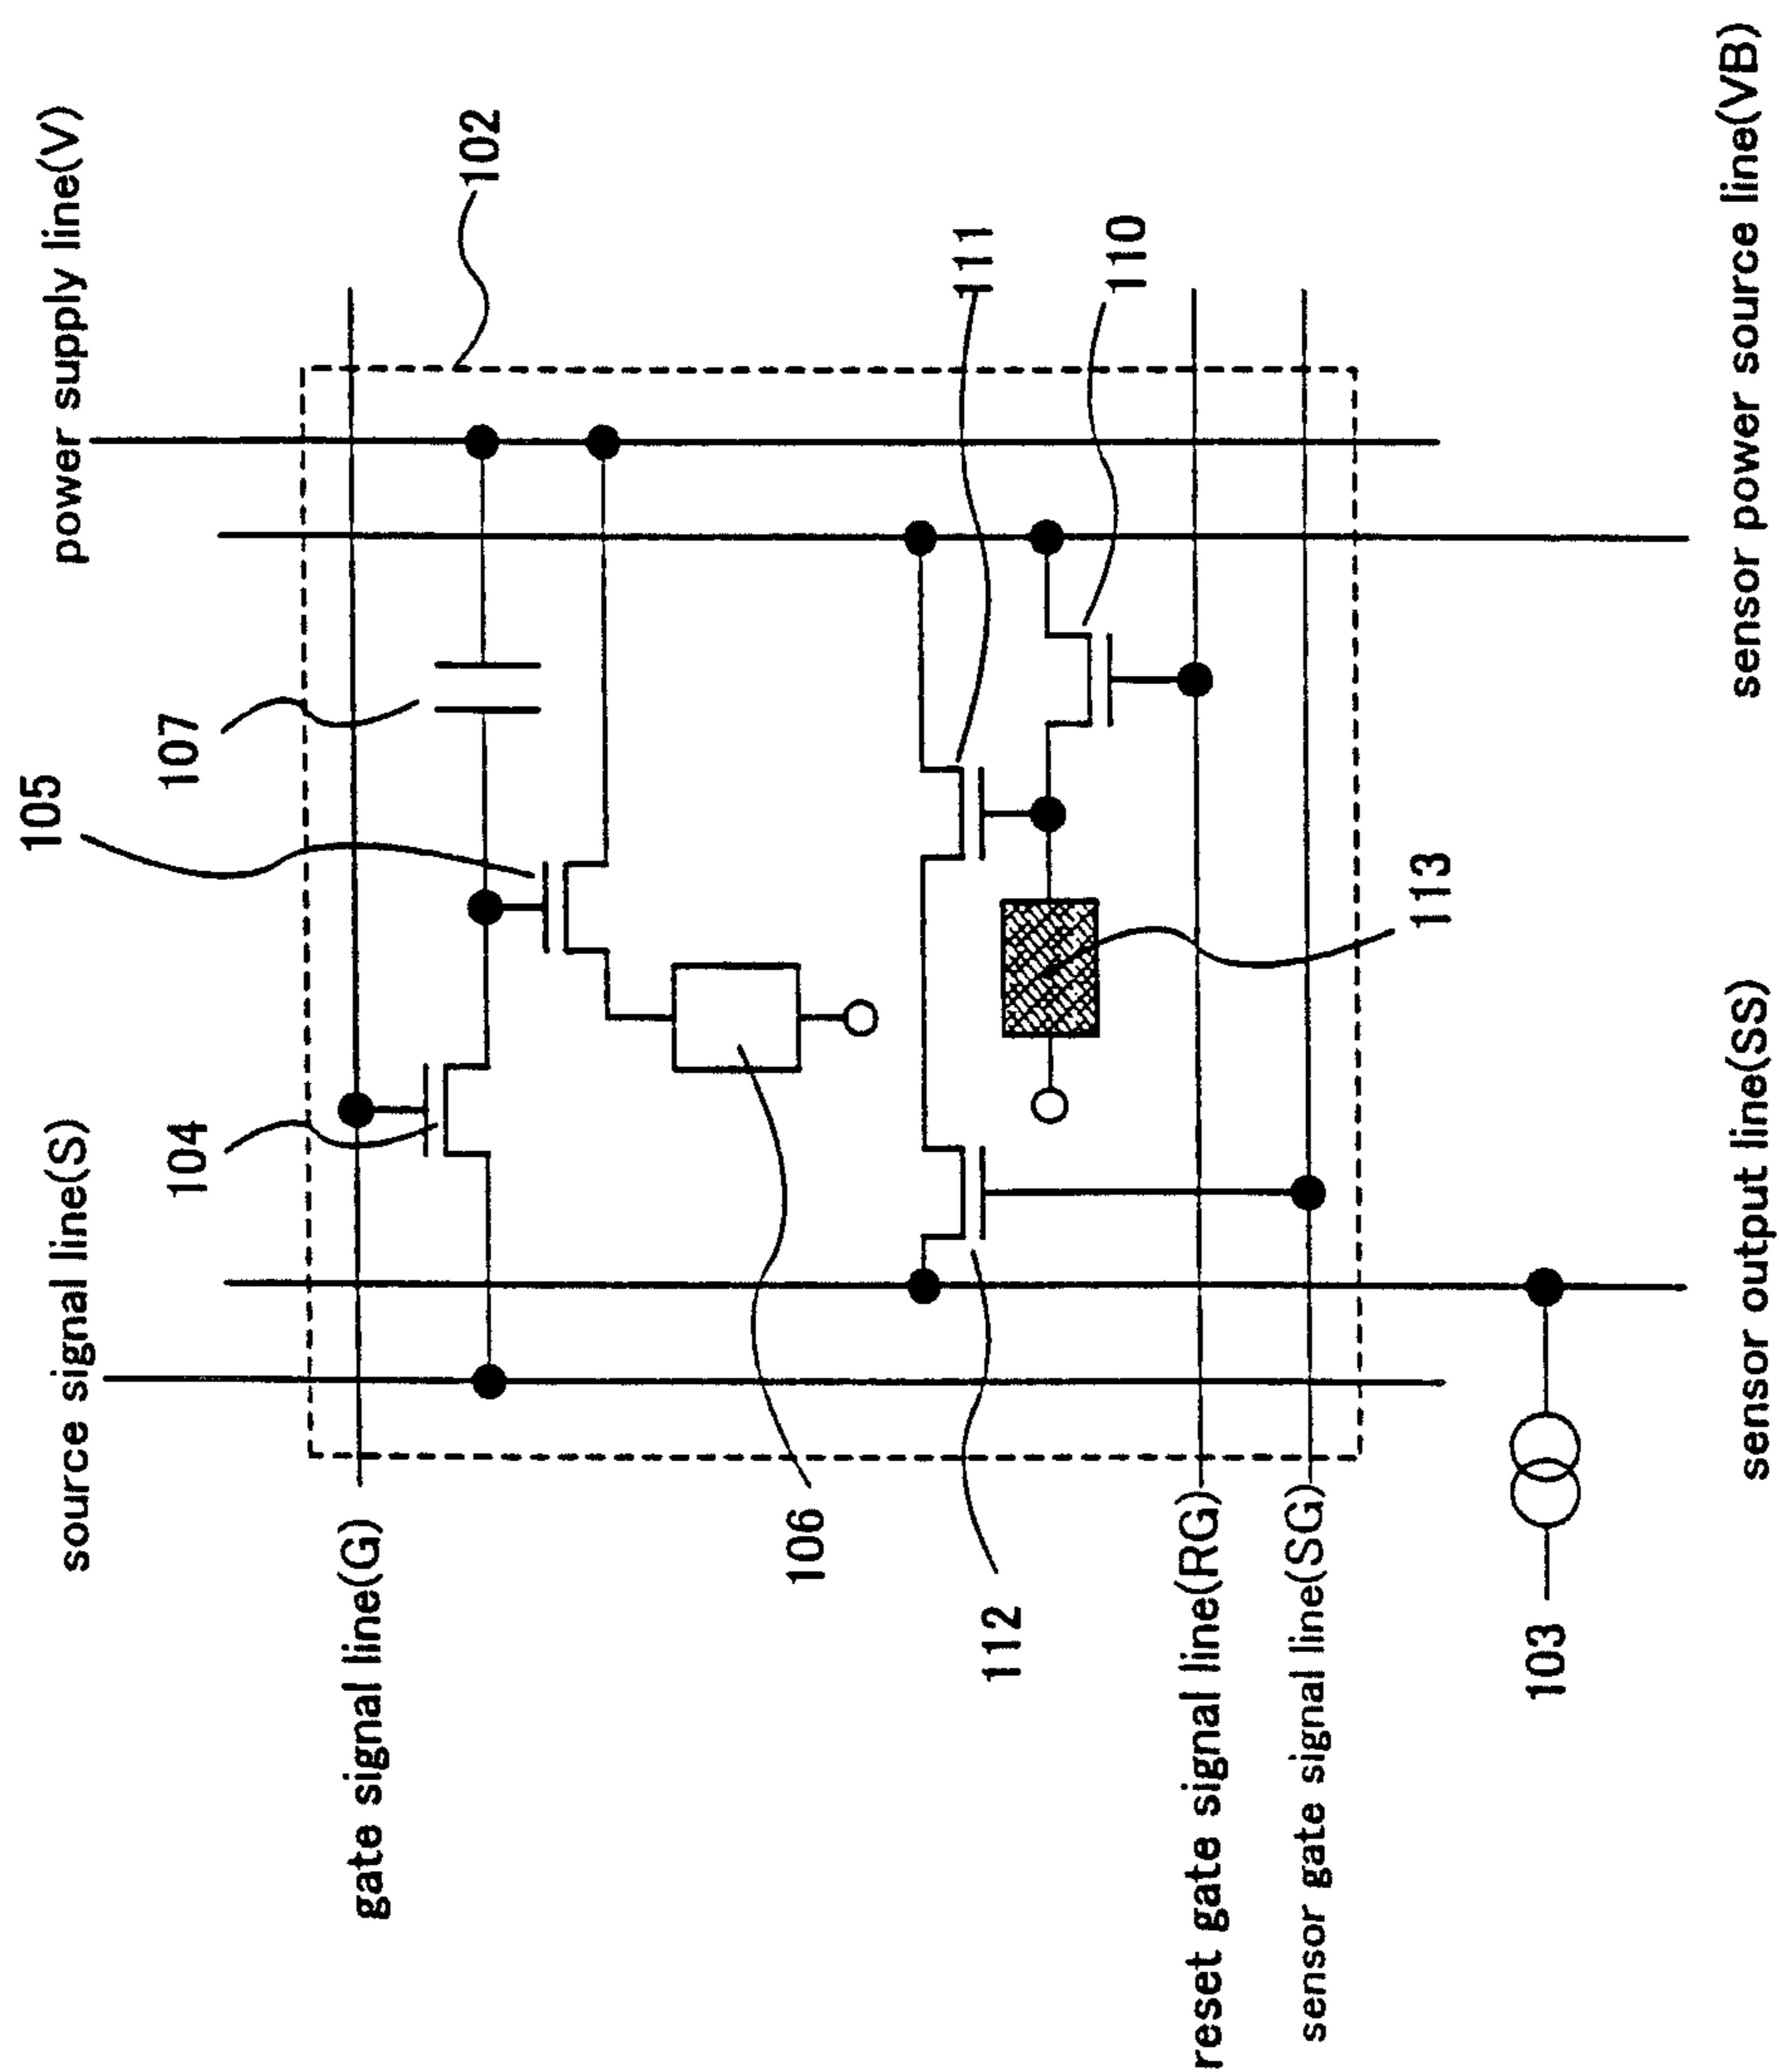 source signal line(S)
power supply line(V)
105
104
107
102
gate signal line(G)
106
112
111
110
113
reset gate signal line(RG)
sensor gate signal line(SG)
103
sensor output line(SS)
sensor power source line(VB)